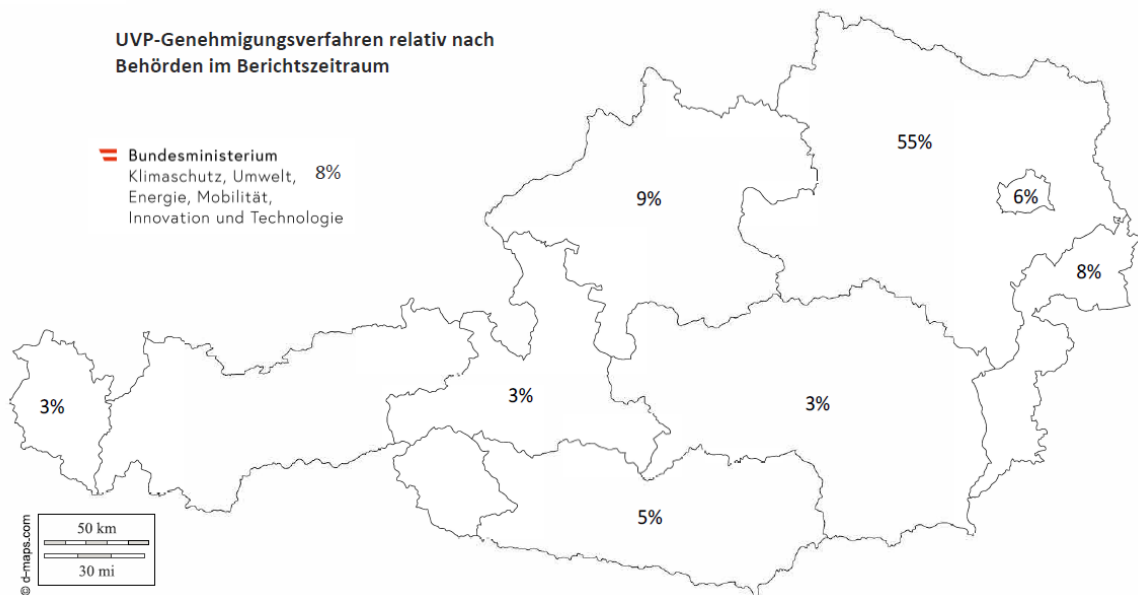 UVP-Genehmigungsverfahren relativ nach
Behörden im Berichtszeitraum
Bundesministerium
Klimaschutz, Umwelt, 8%
Energie, Mobilität,
Innovation und Technologie
55%
9%
6%
8%
3%
3%
3%
5%
50 km
30 mi
© d-maps.com